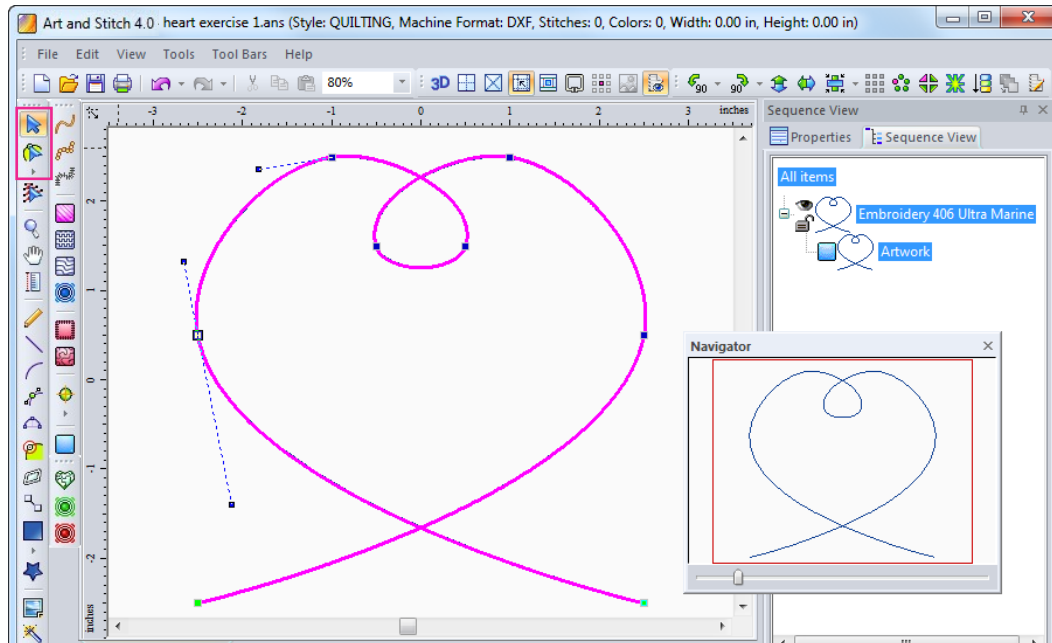 Art and Stitch 4.0 - heart exercise 1.ans (Style: QUILTING, Machine Format: DXF, Stitches: 0, Colors: 0, Width: 0.00 in, Height: 0.00 in)
File Edit View Tools Tool Bars Help
80% 3D 90 90
-3 -2 -1 0 1 2 3 inches
Sequence View
Properties Sequence View
All items
Embroidery 406 Ultra Marine
Artwork
2
1
0
-1
-2
inches
Navigator